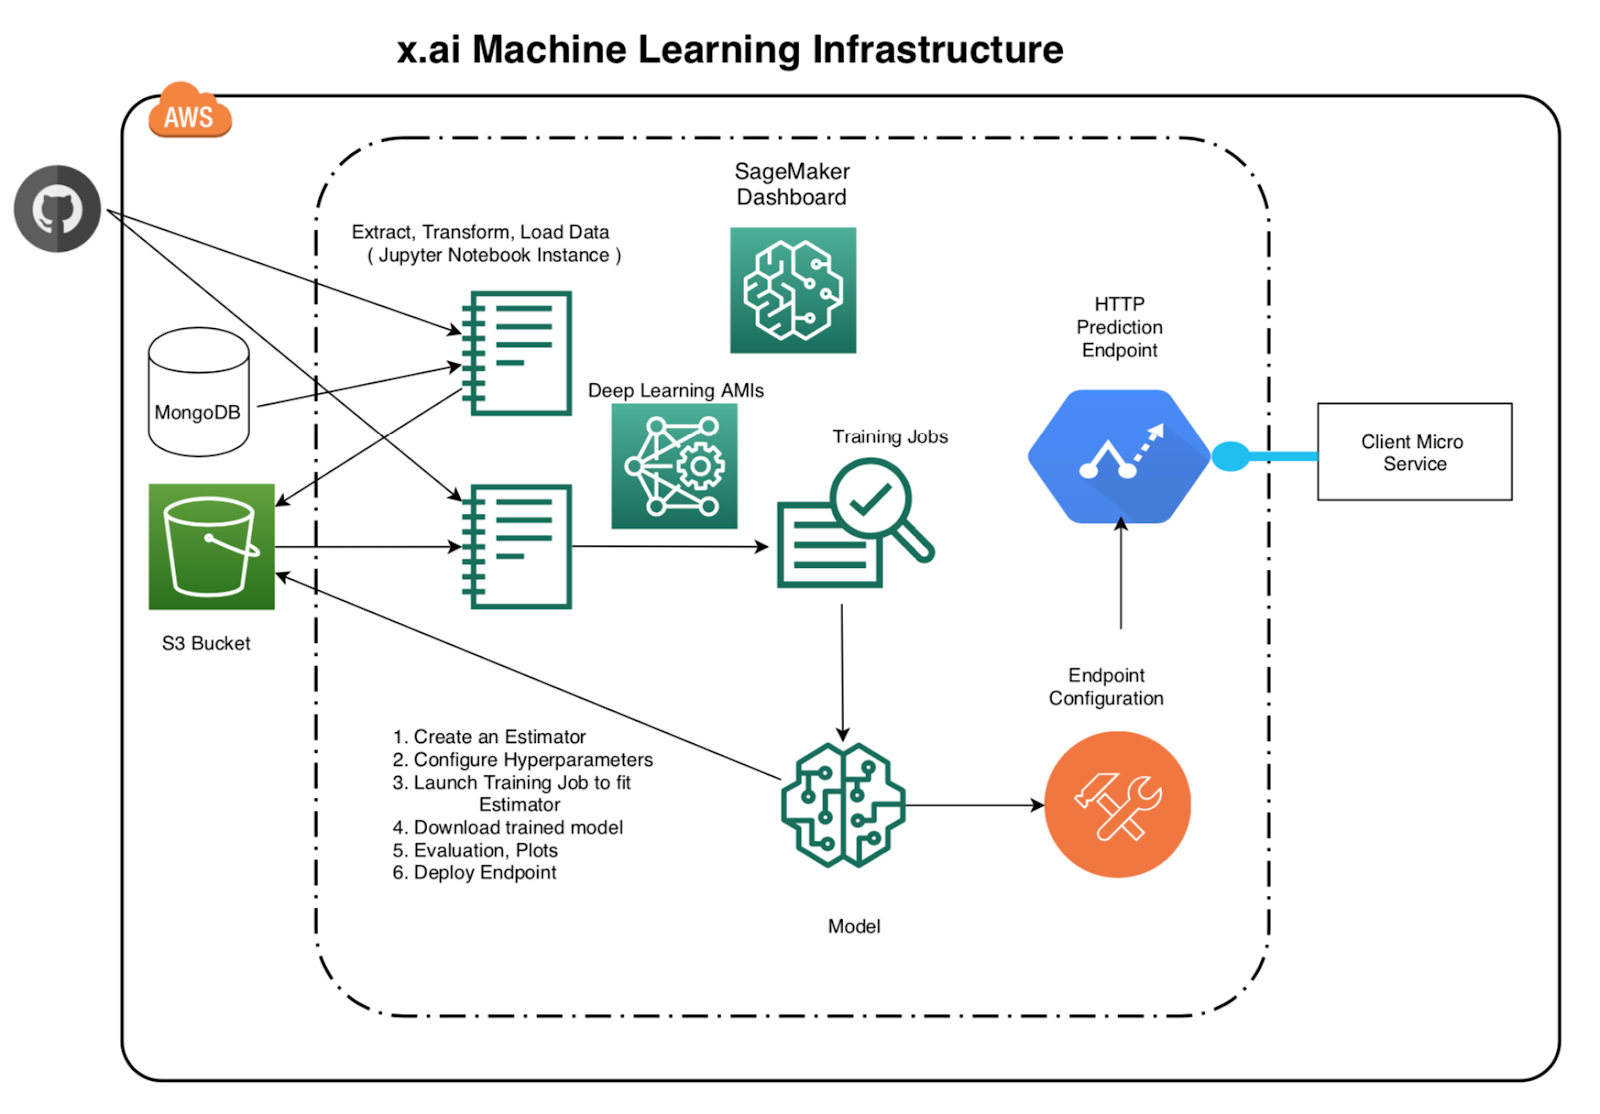 x.ai Machine Learning Infrastructure
AWS
SageMaker
Dashboard
Extract, Transform, Load Data
( Jupyter Notebook Instance )
HTTP
Prediction
Endpoint
MongoDB
Deep Learning AMIs
Training Jobs
Client Micro
Service
S3 Bucket
Endpoint
Configuration
1. Create an Estimator
2. Configure Hyperparameters
3. Launch Training Job to fit
Estimator
4. Download trained model
5. Evaluation, Plots
6. Deploy Endpoint
Model